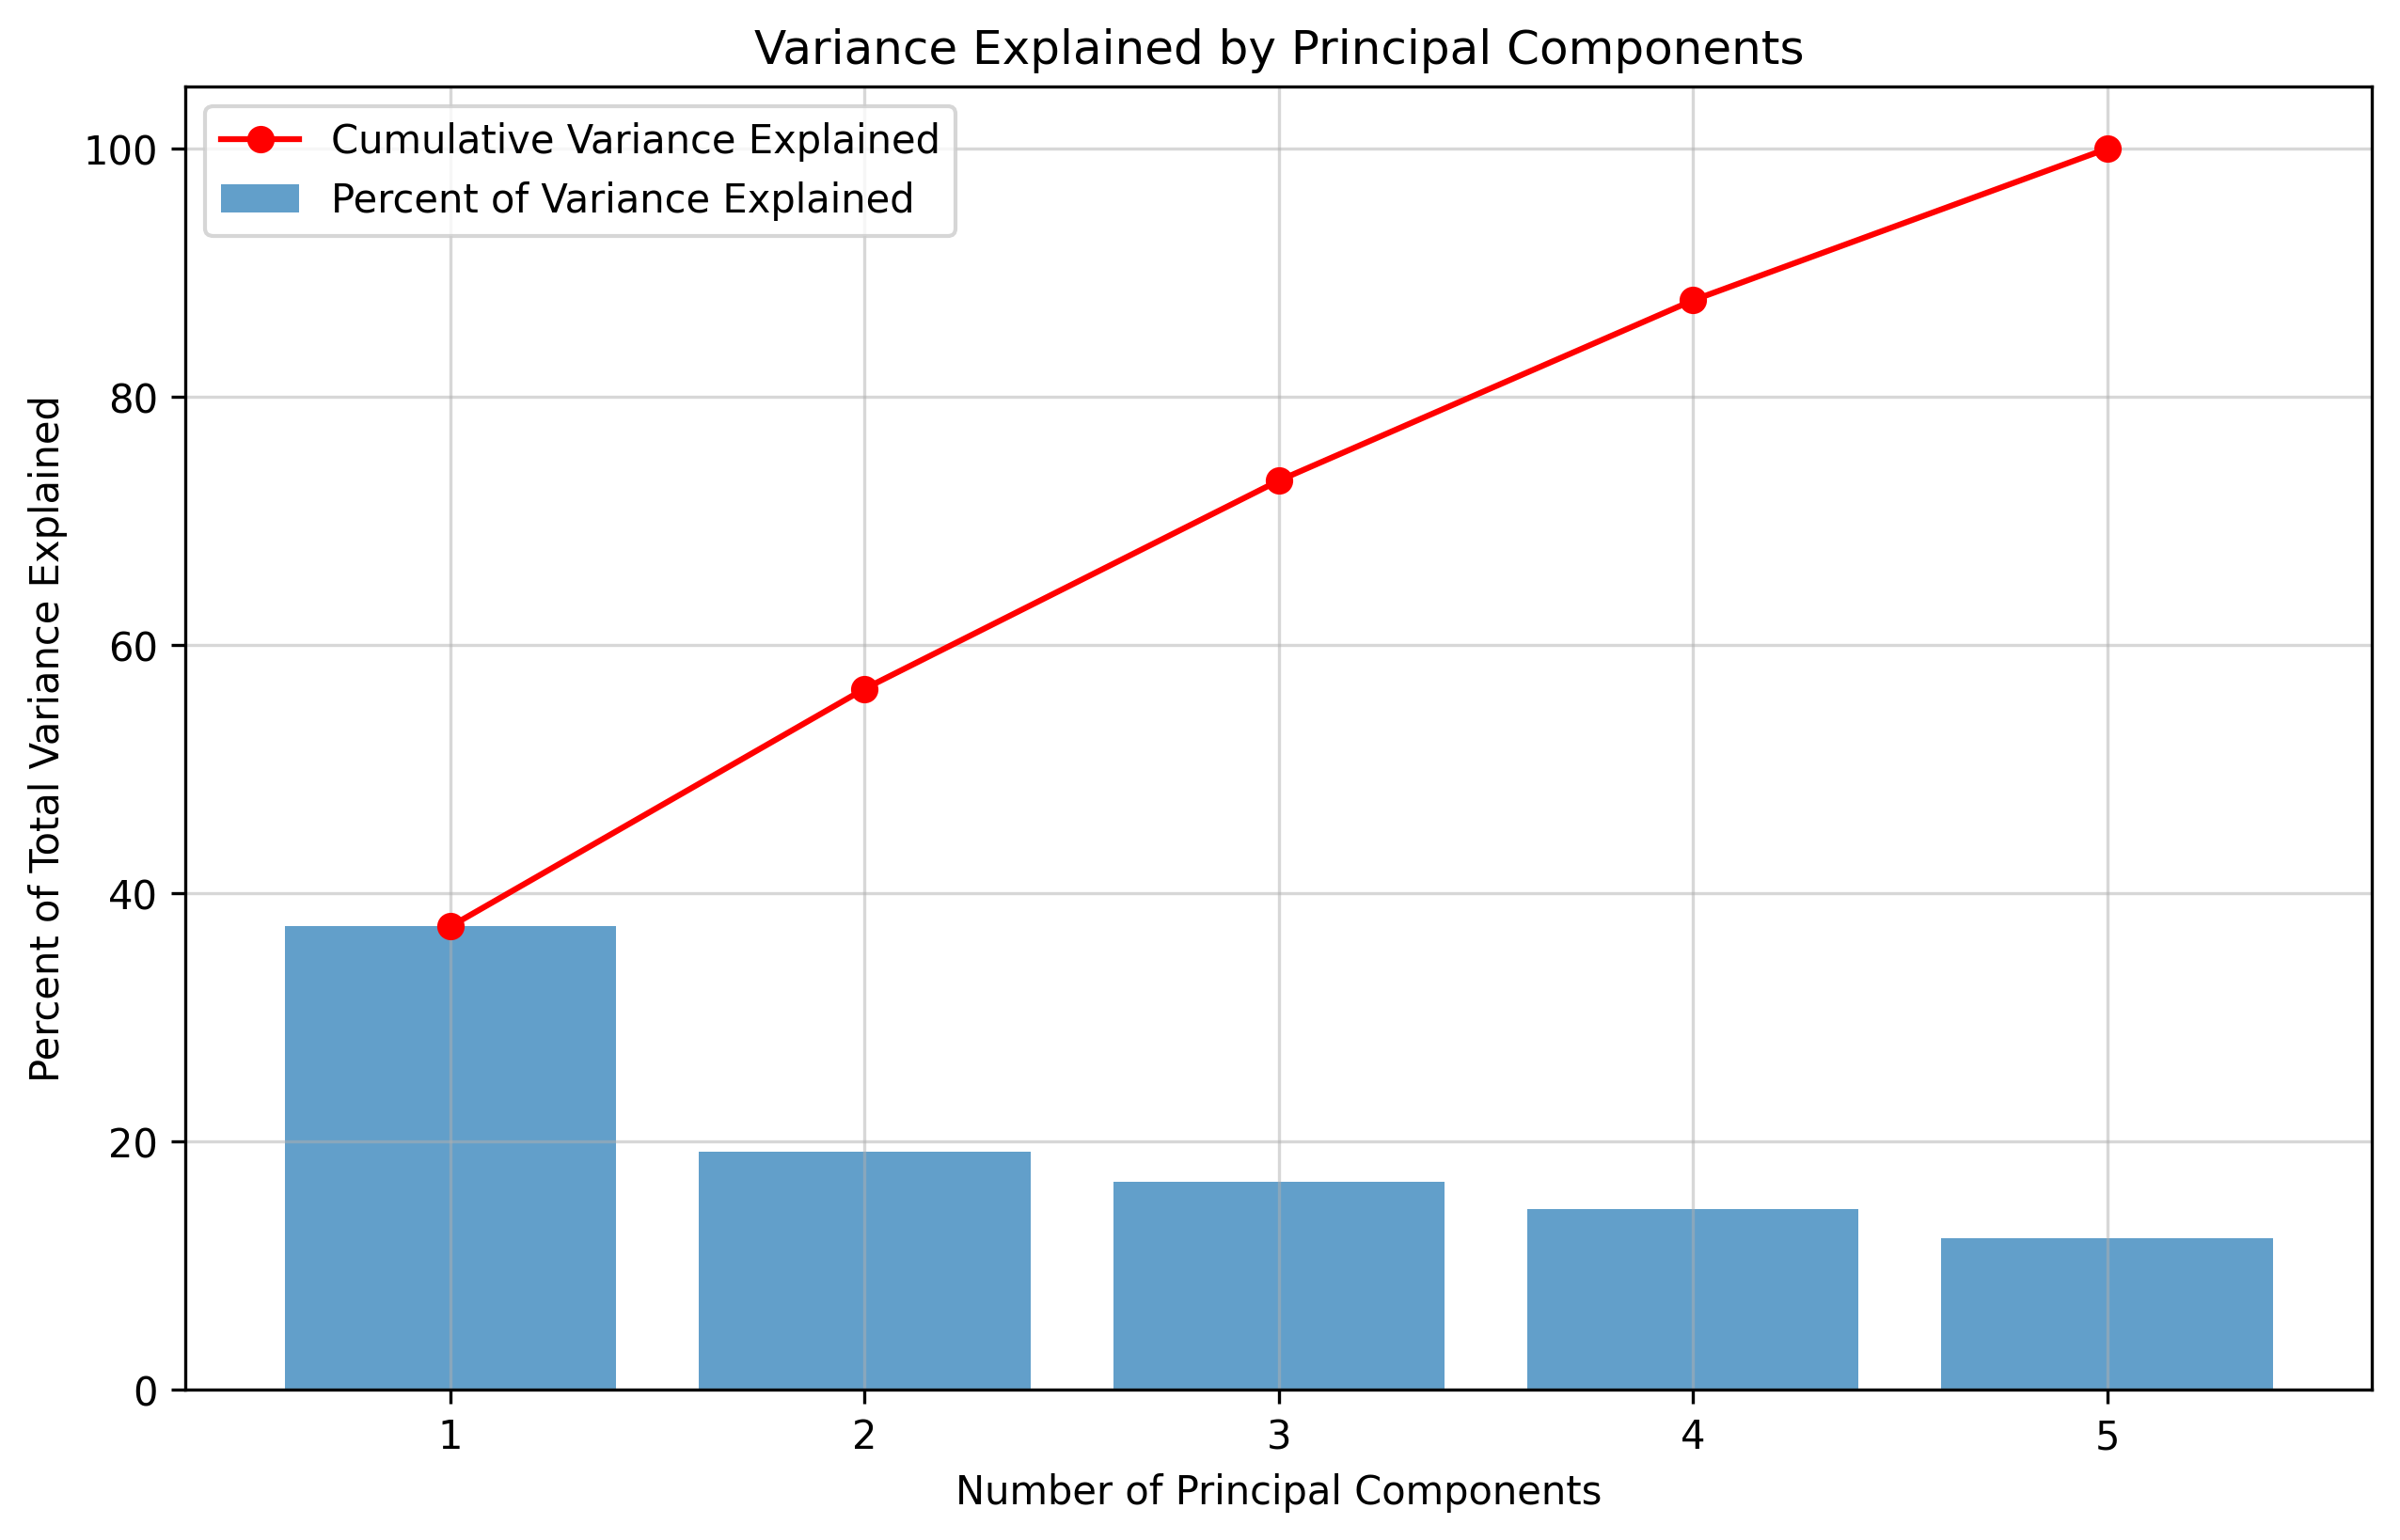 Variance Explained by Principal Components
Cumulative Variance Explained
Percent of Variance Explained
Percent of Total Variance Explained
100
80
60
40
20
0
1 2 3 4 5
Number of Principal Components